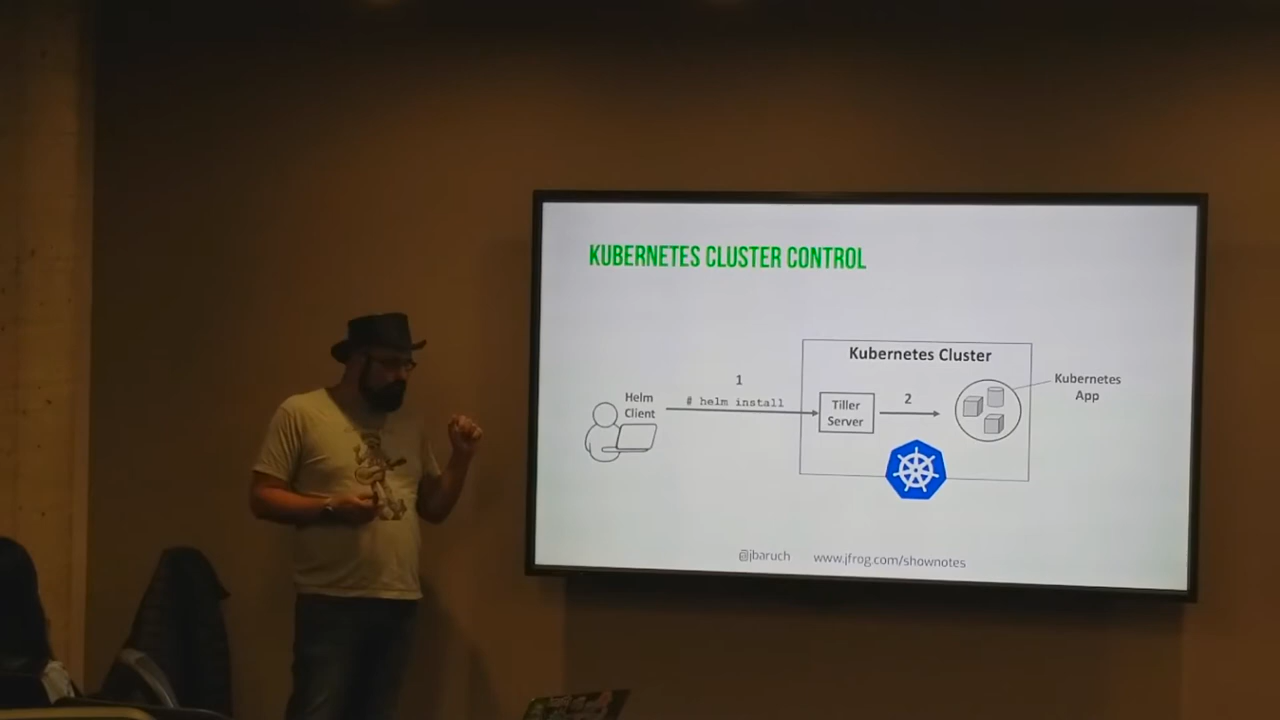 KUBERNETES CLUSTER CONTROL
Kubernetes Cluster
1
# helm install
Helm
Client
Tiller
Server
2
Kubernetes
App
@jbaruch www.jfrog.com/shownotes